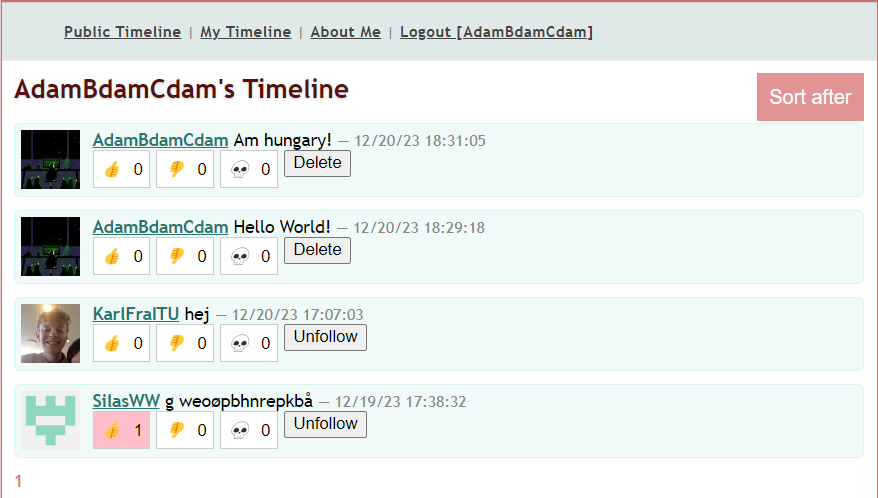 Public Timeline | My Timeline | About Me | Logout [AdamBdamCdam]
AdamBdamCdam's Timeline
Sort after
AdamBdamCdam Am hungary! — 12/20/23 18:31:05
👍 0 👎 0 💀 0 Delete
AdamBdamCdam Hello World! — 12/20/23 18:29:18
👍 0 👎 0 💀 0 Delete
KarlFraITU hej — 12/20/23 17:07:03
👍 0 👎 0 💀 0 Unfollow
SilasWW g weoøpbhnrepkbå — 12/19/23 17:38:32
👍 1 👎 0 💀 0 Unfollow
1